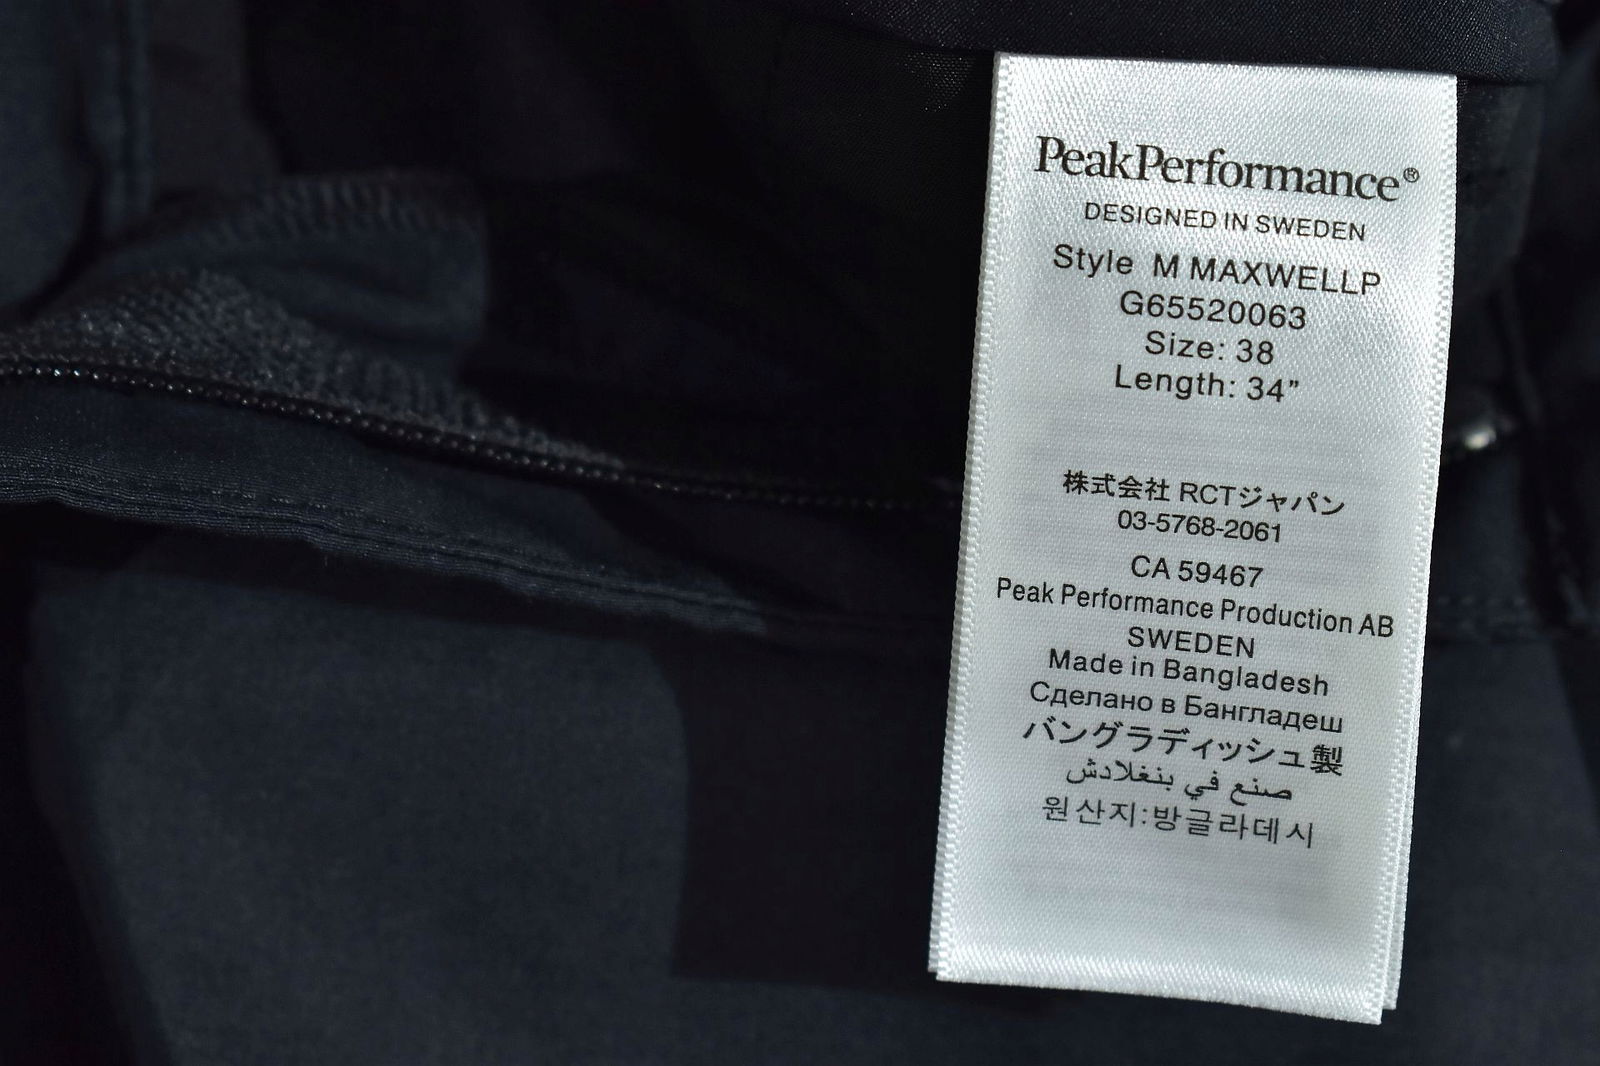 PeakPerformance®
DESIGNED IN SWEDEN
Style M MAXWELLP
G65520063
Size: 38
Length: 34”
株式会社 RCTジャパン
03-5768-2061
CA 59467
Peak Performance Production AB
SWEDEN
Made in Bangladesh
Сделано в Бангладеш
バングラディッシュ製
صنع في بنغلادش
원산지:방글라데시